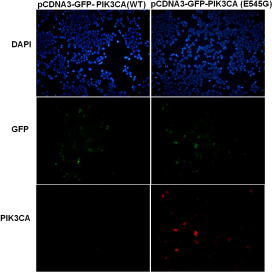 pCDNA3-GFP- PIK3CA(WT) pCDNA3-GFP-PIK3CA (E545G)
DAPI
GFP
PIK3CA